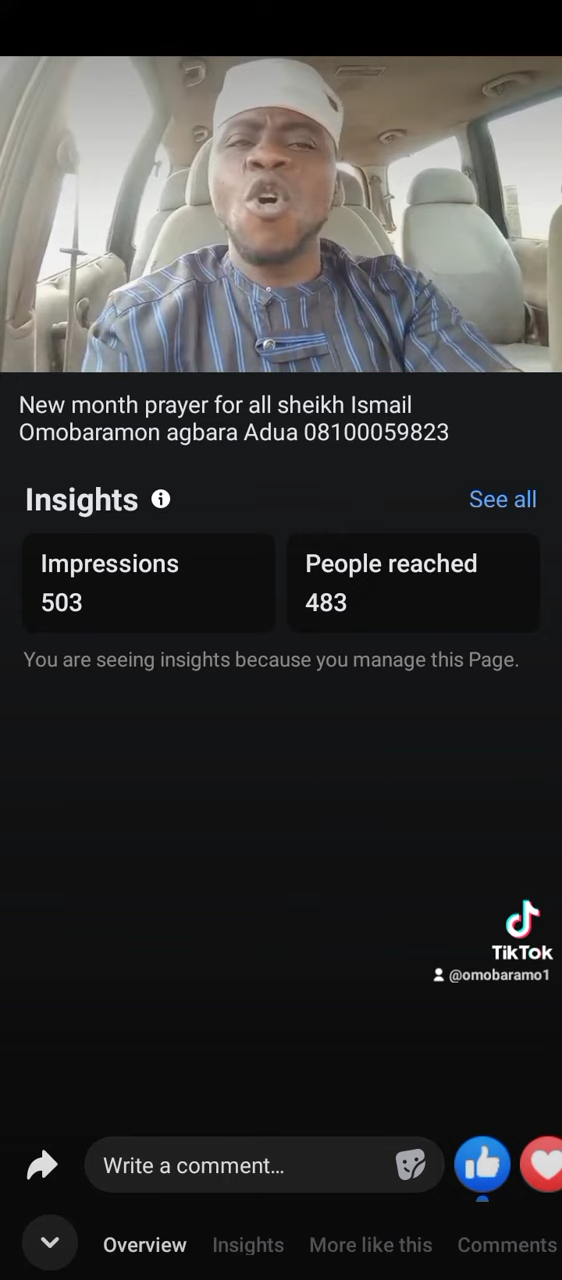 New month prayer for all sheikh Ismail
Omobaramon agbara Adua 08100059823
Insights
See all
Impressions
503
People reached
483
You are seeing insights because you manage this Page.
TikTok
@omobaramo1
Write a comment...
Overview Insights More like this Comments